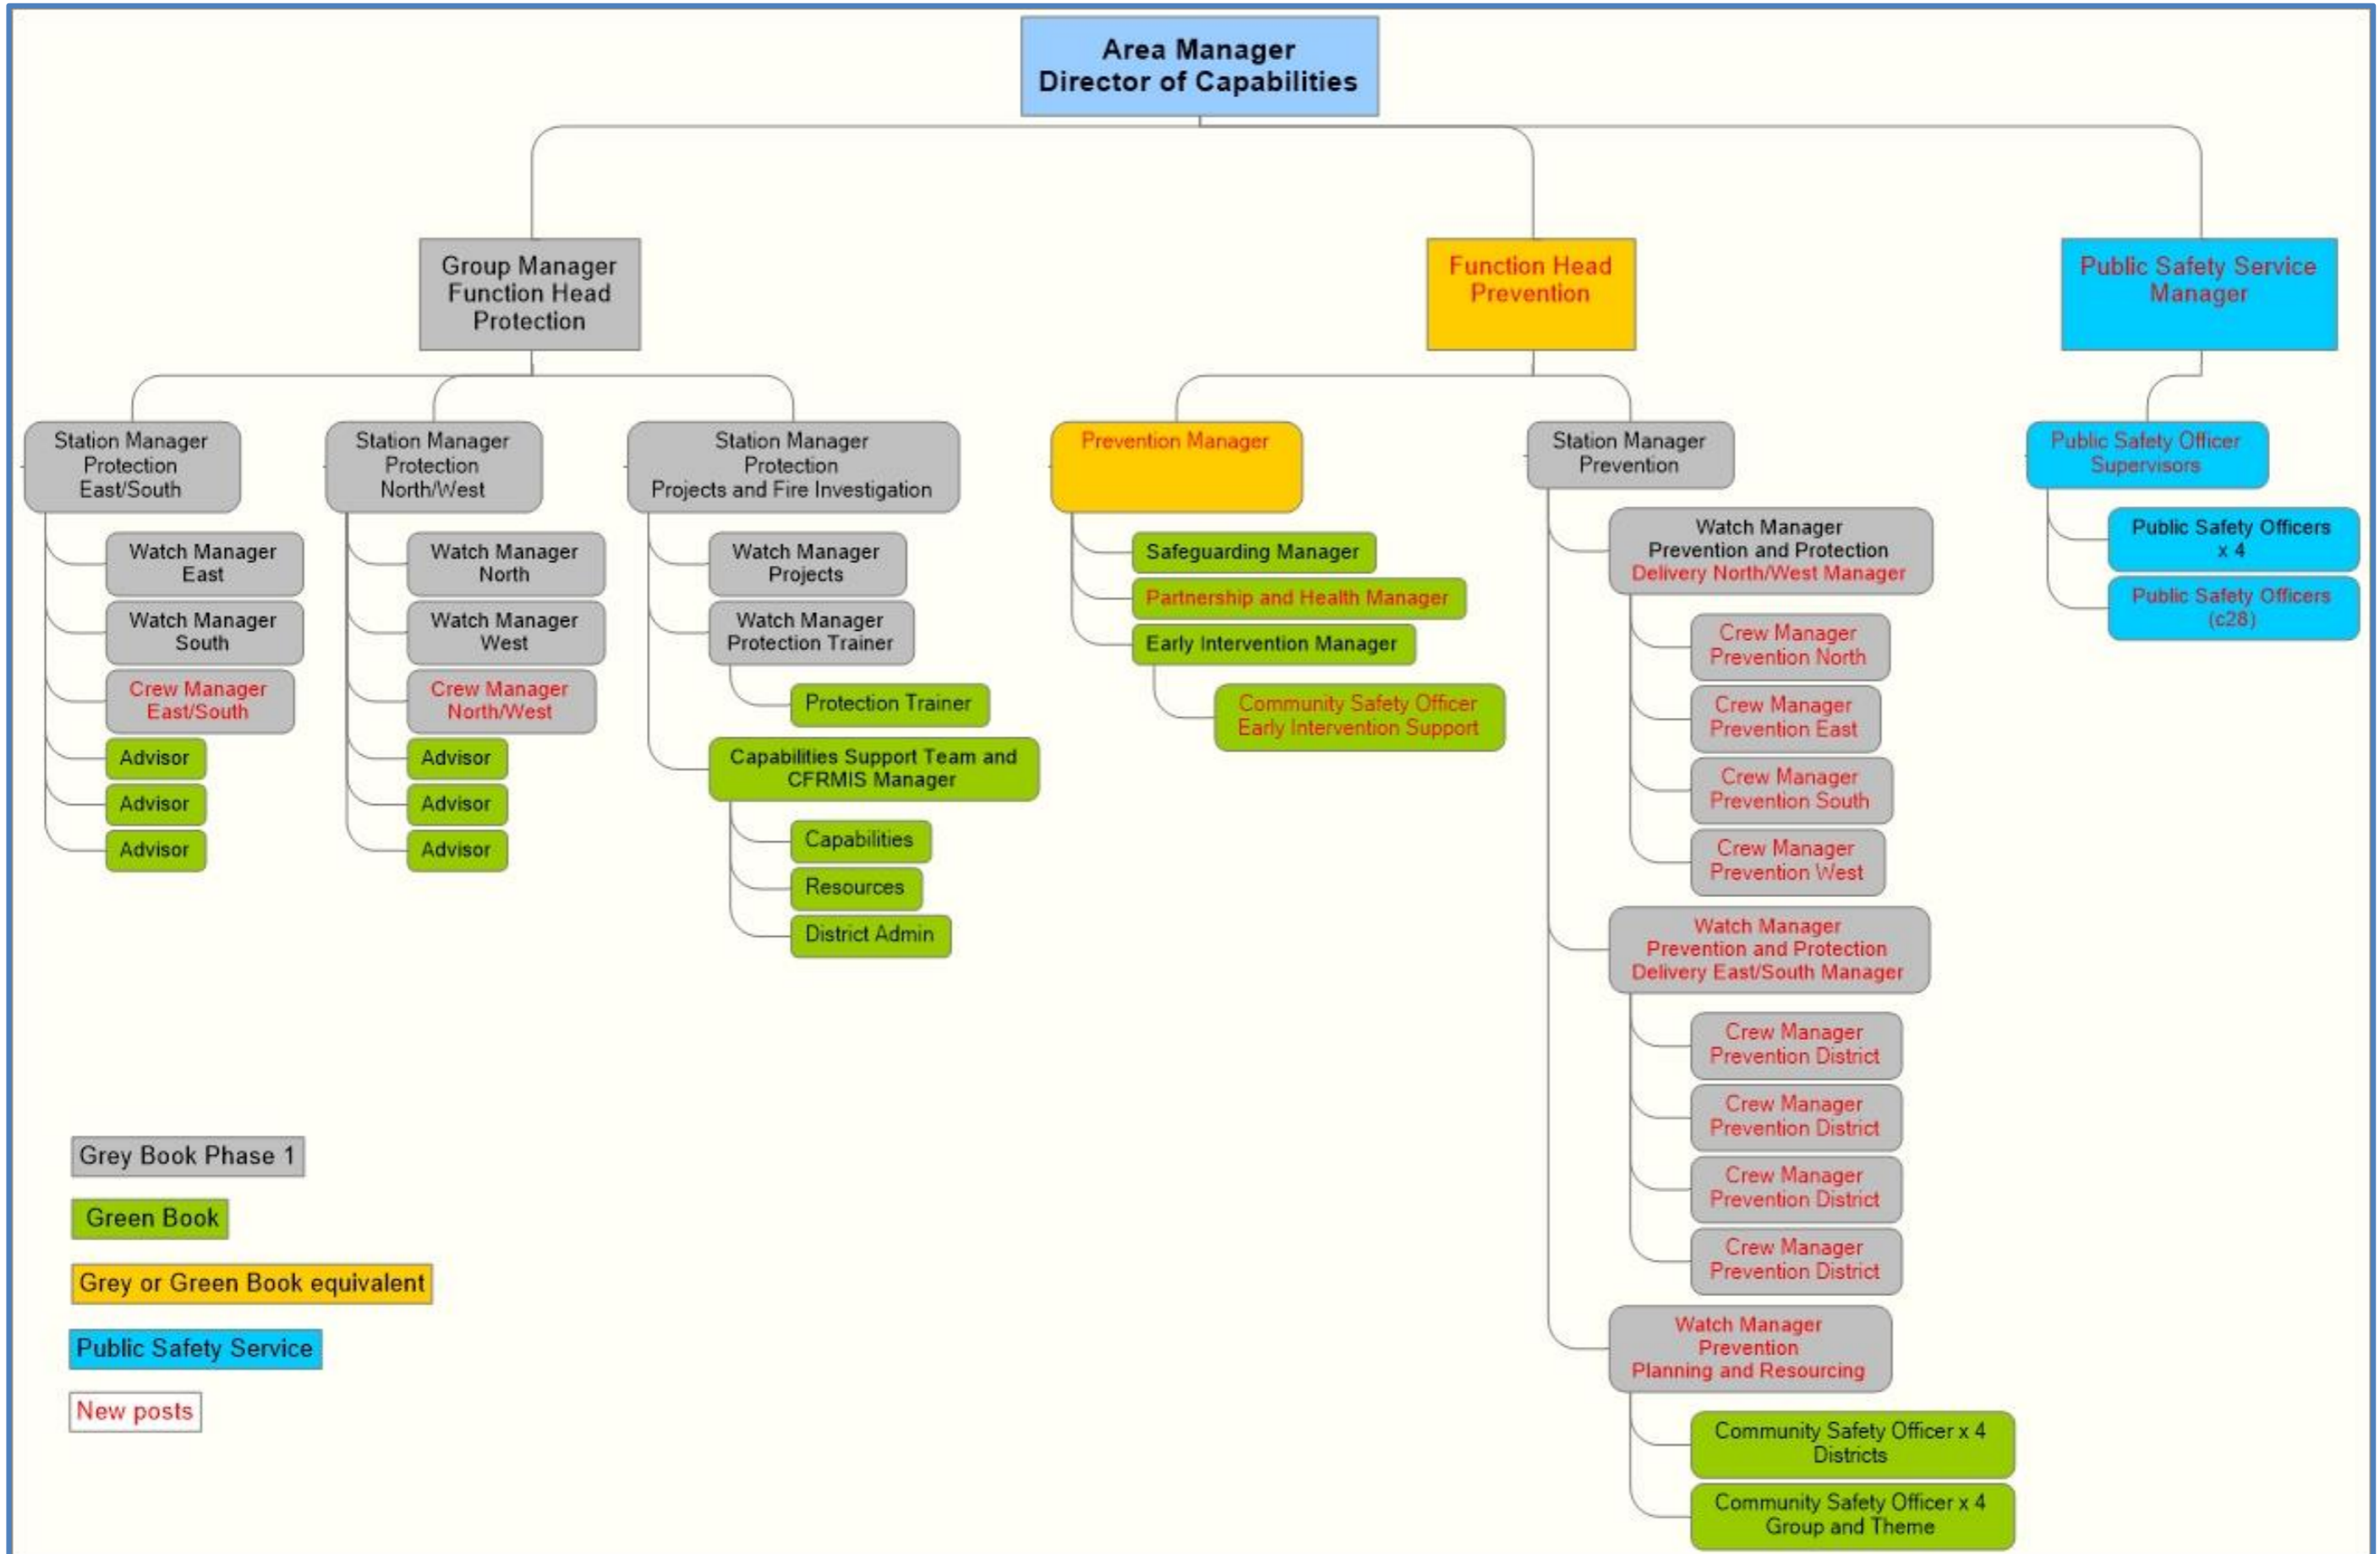 Area Manager
Director of Capabilities
Group Manager
Function Head
Protection
Function Head
Prevention
Public Safety Service
Manager
Station Manager
Protection
East/South
Watch Manager
East
Watch Manager
South
Crew Manager
East/South
Advisor
Advisor
Advisor
Station Manager
Protection
North/West
Watch Manager
North
Watch Manager
West
Crew Manager
North/West
Advisor
Advisor
Advisor
Station Manager
Protection
Projects and Fire Investigation
Watch Manager
Projects
Watch Manager
Protection Trainer
Protection Trainer
Capabilities Support Team and
CFRMIS Manager
Capabilities
Resources
District Admin
Prevention Manager
Safeguarding Manager
Partnership and Health Manager
Early Intervention Manager
Community Safety Officer
Early Intervention Support
Station Manager
Prevention
Watch Manager
Prevention and Protection
Delivery North/West Manager
Crew Manager
Prevention North
Crew Manager
Prevention East
Crew Manager
Prevention South
Crew Manager
Prevention West
Watch Manager
Prevention and Protection
Delivery East/South Manager
Crew Manager
Prevention District
Crew Manager
Prevention District
Crew Manager
Prevention District
Crew Manager
Prevention District
Watch Manager
Prevention
Planning and Resourcing
Community Safety Officer x 4
Districts
Community Safety Officer x 4
Group and Theme
Public Safety Officer
Supervisors
Public Safety Officers
x 4
Public Safety Officers
(c28)
Grey Book Phase 1
Green Book
Grey or Green Book equivalent
Public Safety Service
New posts